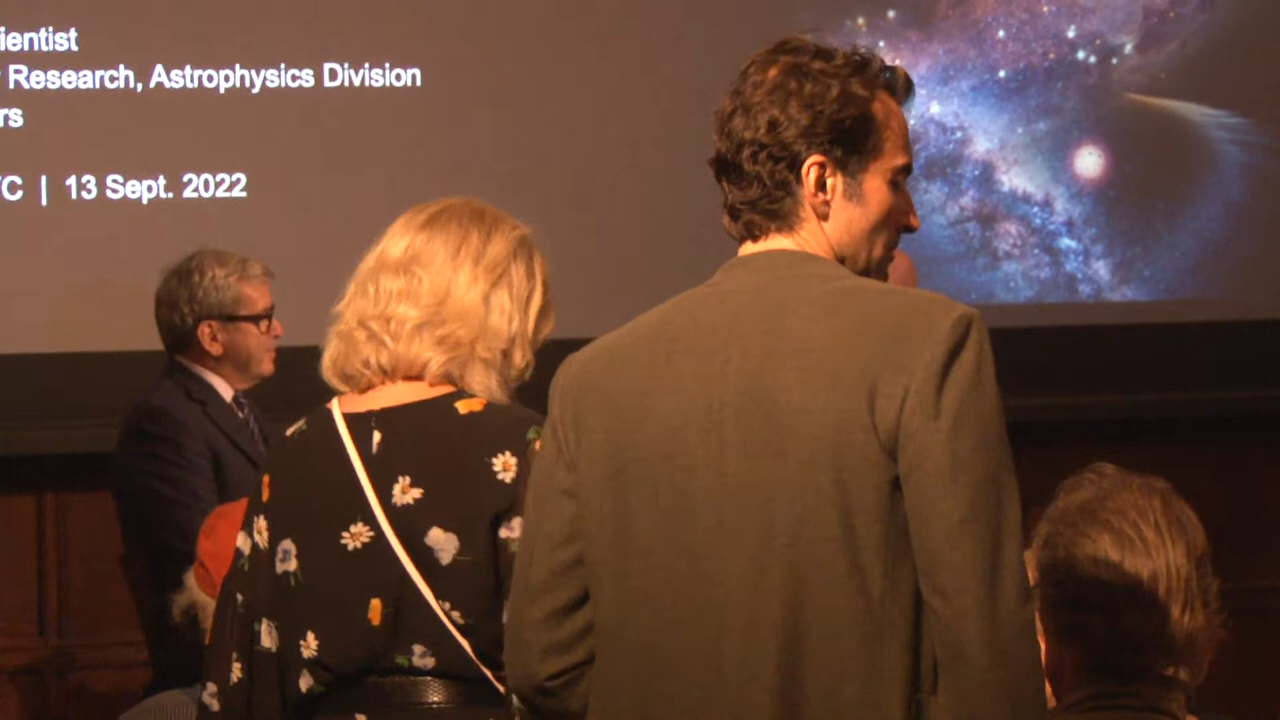 ientist
Research, Astrophysics Division
rs
C | 13 Sept. 2022